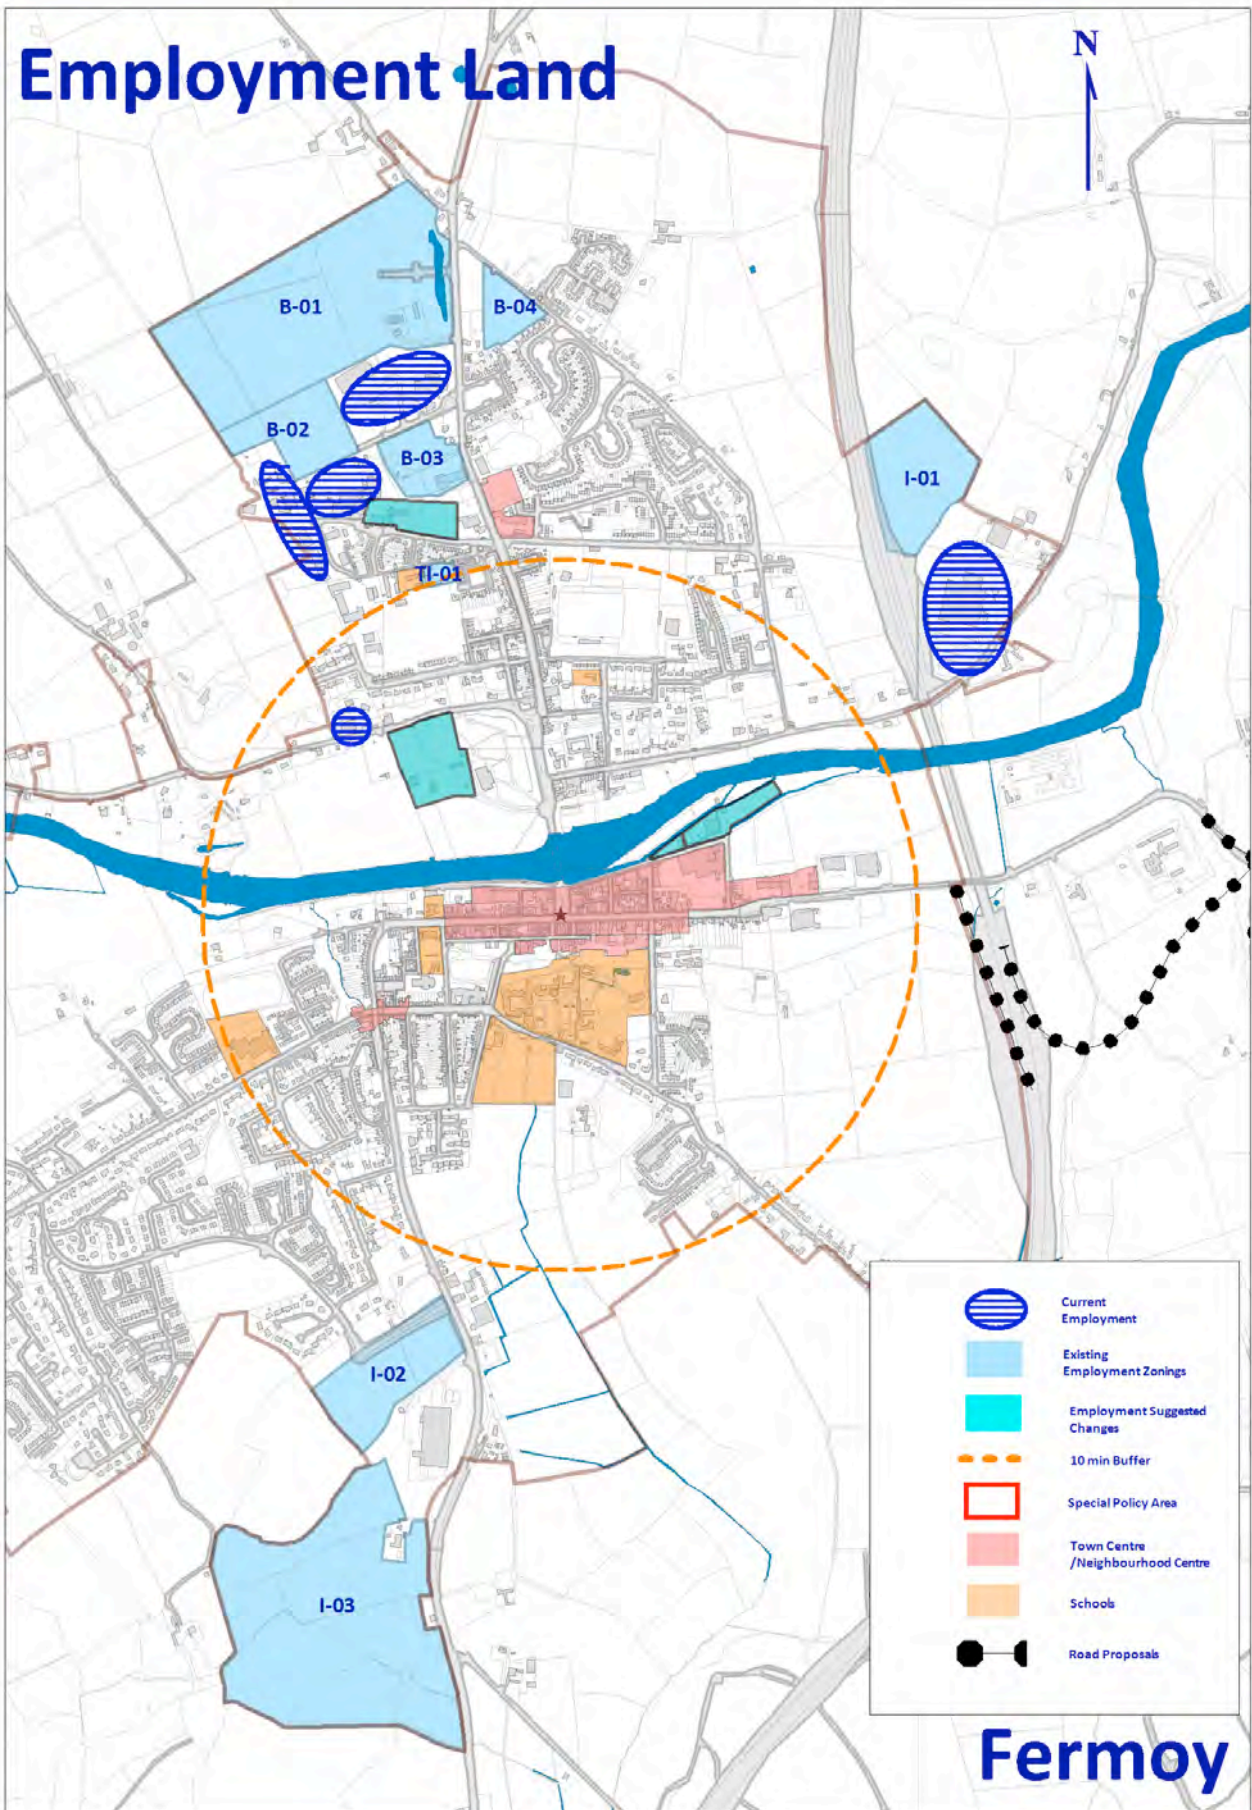 Employment Land
N
B-01
B-04
B-02
B-03
I-01
TI-01
I-02
I-03
Current
Employment
Existing
Employment Zonings
Employment Suggested
Changes
10 min Buffer
Special Policy Area
Town Centre
/Neighbourhood Centre
Schools
Road Proposals
Fermoy